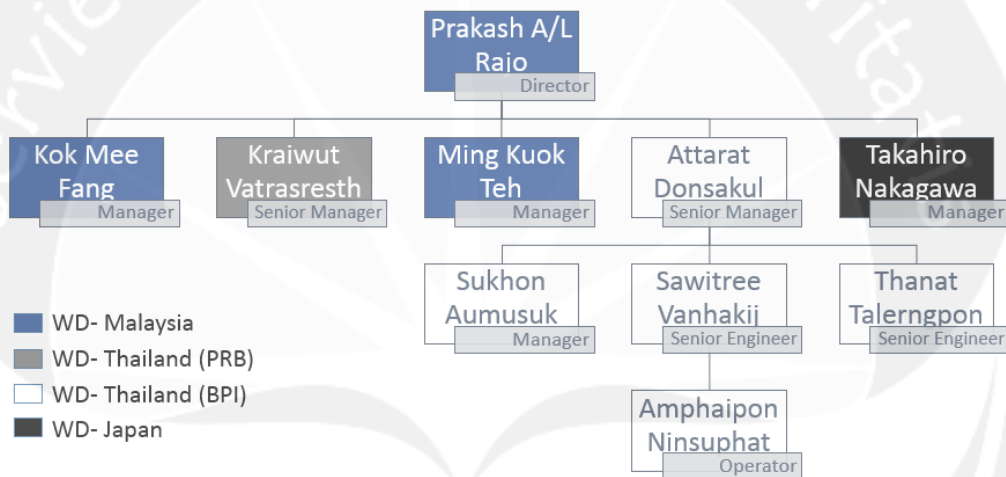 Prakash A/L
Rajo
Director
Kok Mee
Fang
Manager
Kraiwut
Vatrasresth
Senior Manager
Ming Kuok
Teh
Manager
Attarat
Donsakul
Senior Manager
Takahiro
Nakagawa
Manager
Sukhon
Aumusuk
Manager
Sawitree
Vanhakij
Senior Engineer
Thanat
Talerngpon
Senior Engineer
Amphaipon
Ninsuphat
Operator
WD- Malaysia
WD- Thailand (PRB)
WD- Thailand (BPI)
WD- Japan